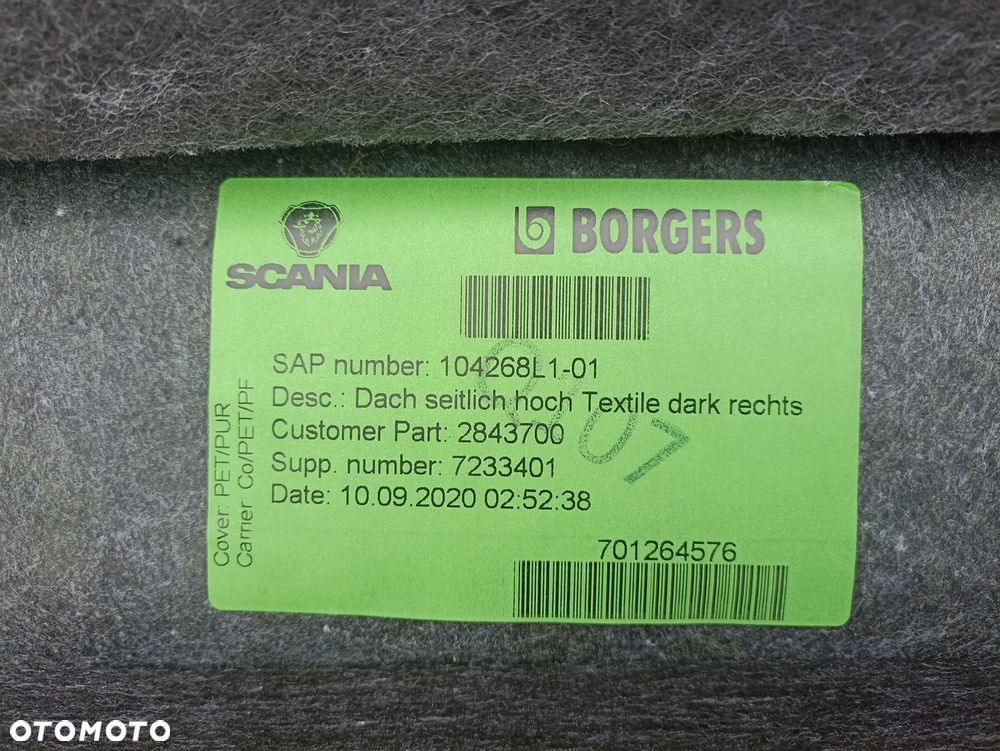 SCANIA
BORGERS
SAP number: 104268L1-01
Desc.: Dach seitlich hoch Textile dark rechts
Customer Part: 2843700
Supp. number: 7233401
Date: 10.09.2020 02:52:38
Cover: PET/PUR
Carrier: Co/PET/PF
701264576
OTOMOTO